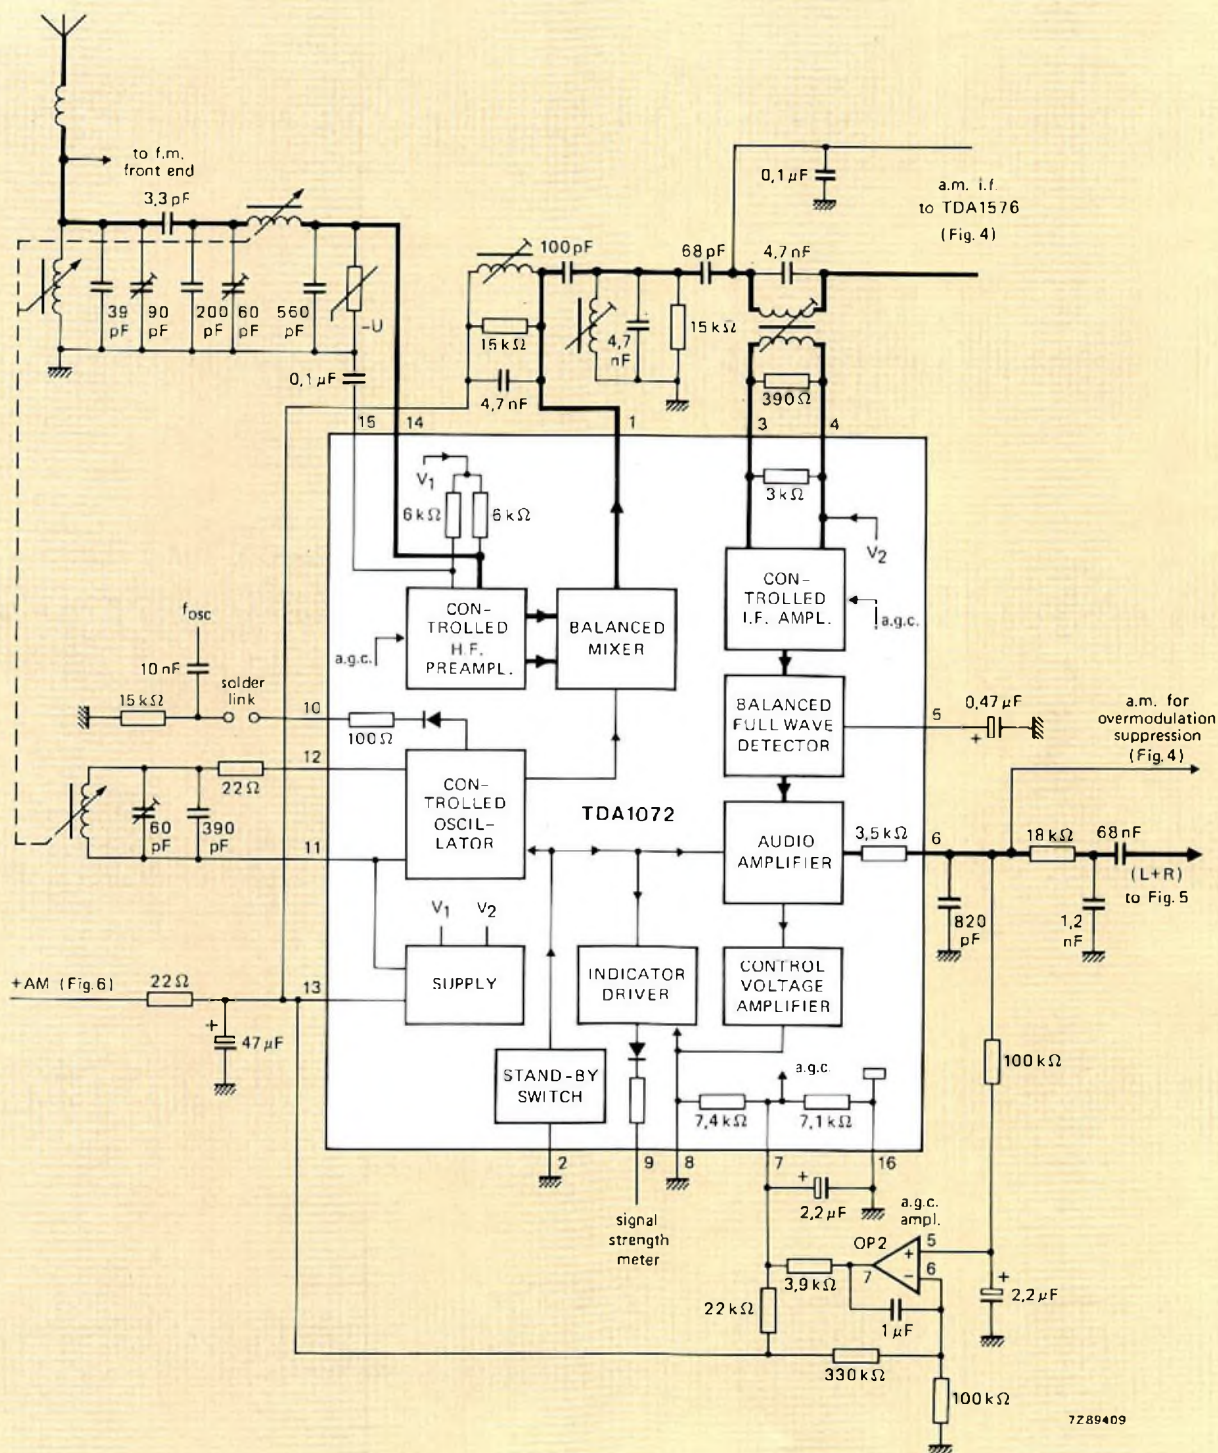 to f.m.
front end
3,3 pF
39
pF
90
pF
200
pF
60
pF
560
pF
-U
0,1 µF
100 pF
15 kΩ
4,7 nF
4,7
nF
15 kΩ
68 pF
0,1 µF
a.m. i.f.
to TDA1576
(Fig. 4)
4,7 nF
390Ω
15
14
1
3
4
V1
6 kΩ
6 kΩ
3 kΩ
V2
CON-
TROLLED
H.F.
PREAMPL.
a.g.c.
BALANCED
MIXER
CON-
TROLLED
I.F. AMPL.
a.g.c.
fosc
10 nF
15 kΩ
solder
link
10
100Ω
BALANCED
FULL WAVE
DETECTOR
5
0,47 µF
+
a.m. for
overmodulation
suppression
(Fig. 4)
12
22Ω
60
pF
390
pF
11
CON-
TROLLED
OSCIL-
LATOR
TDA1072
AUDIO
AMPLIFIER
3,5 kΩ
6
18 kΩ
68 nF
(L+R)
to Fig. 5
820
pF
1,2
nF
V1
V2
SUPPLY
INDICATOR
DRIVER
CONTROL
VOLTAGE
AMPLIFIER
+AM (Fig. 6)
22Ω
13
+
47 µF
STAND-BY
SWITCH
a.g.c.
7,4 kΩ
7,1 kΩ
100 kΩ
2
9
8
7
16
+
2,2 µF
signal
strength
meter
a.g.c.
ampl.
OP2
+
5
−
6
7
3,9 kΩ
+
2,2 µF
22 kΩ
1 µF
330 kΩ
100 kΩ
7Z89409